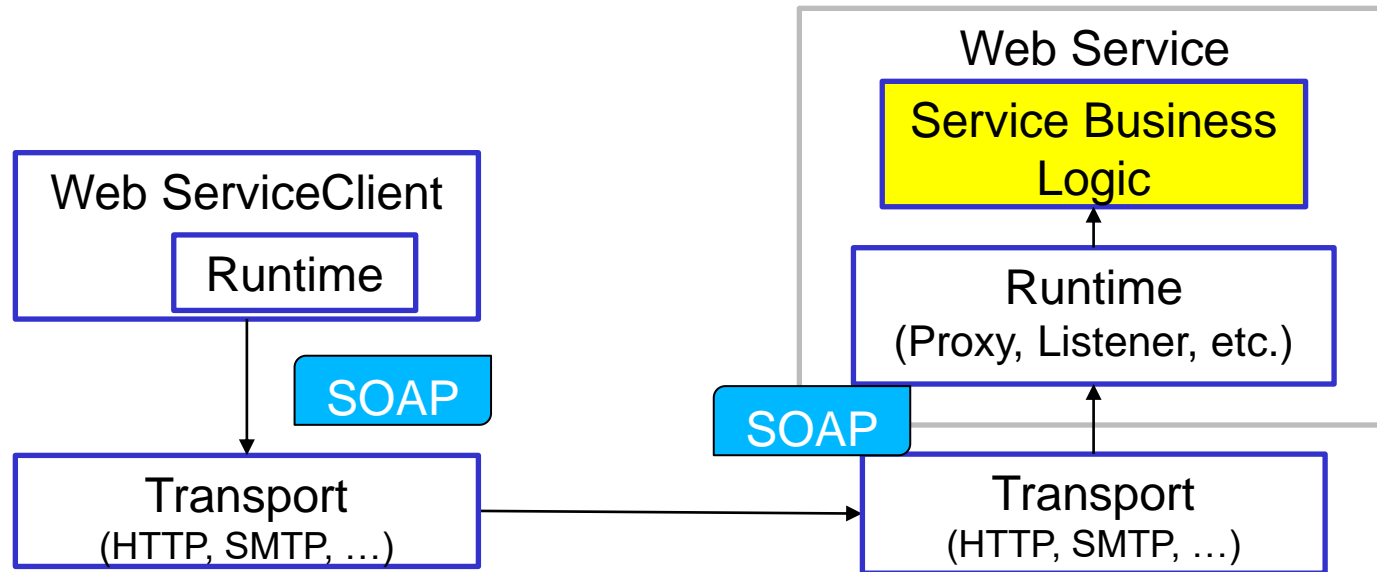 Web Service
Service Business
Logic
Web ServiceClient
Runtime
Runtime
(Proxy, Listener, etc.)
SOAP
SOAP
Transport
(HTTP, SMTP, …)
Transport
(HTTP, SMTP, …)